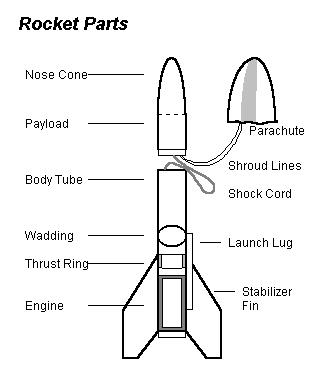 Rocket Parts
Nose Cone
Payload
Parachute
Shroud Lines
Body Tube
Shock Cord
Wadding
Launch Lug
Thrust Ring
Engine
Stabilizer
Fin